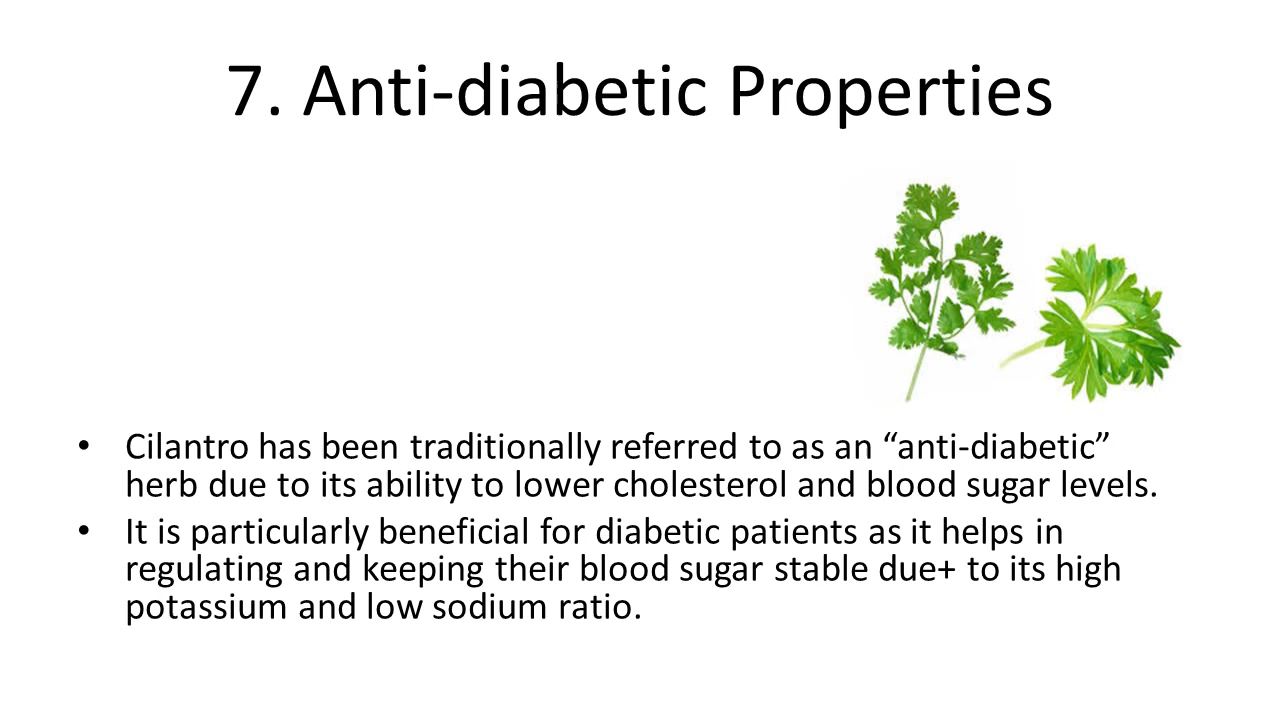 7. Anti-diabetic Properties
• Cilantro has been traditionally referred to as an “anti-diabetic”
herb due to its ability to lower cholesterol and blood sugar levels.
• It is particularly beneficial for diabetic patients as it helps in
regulating and keeping their blood sugar stable due+ to its high
potassium and low sodium ratio.